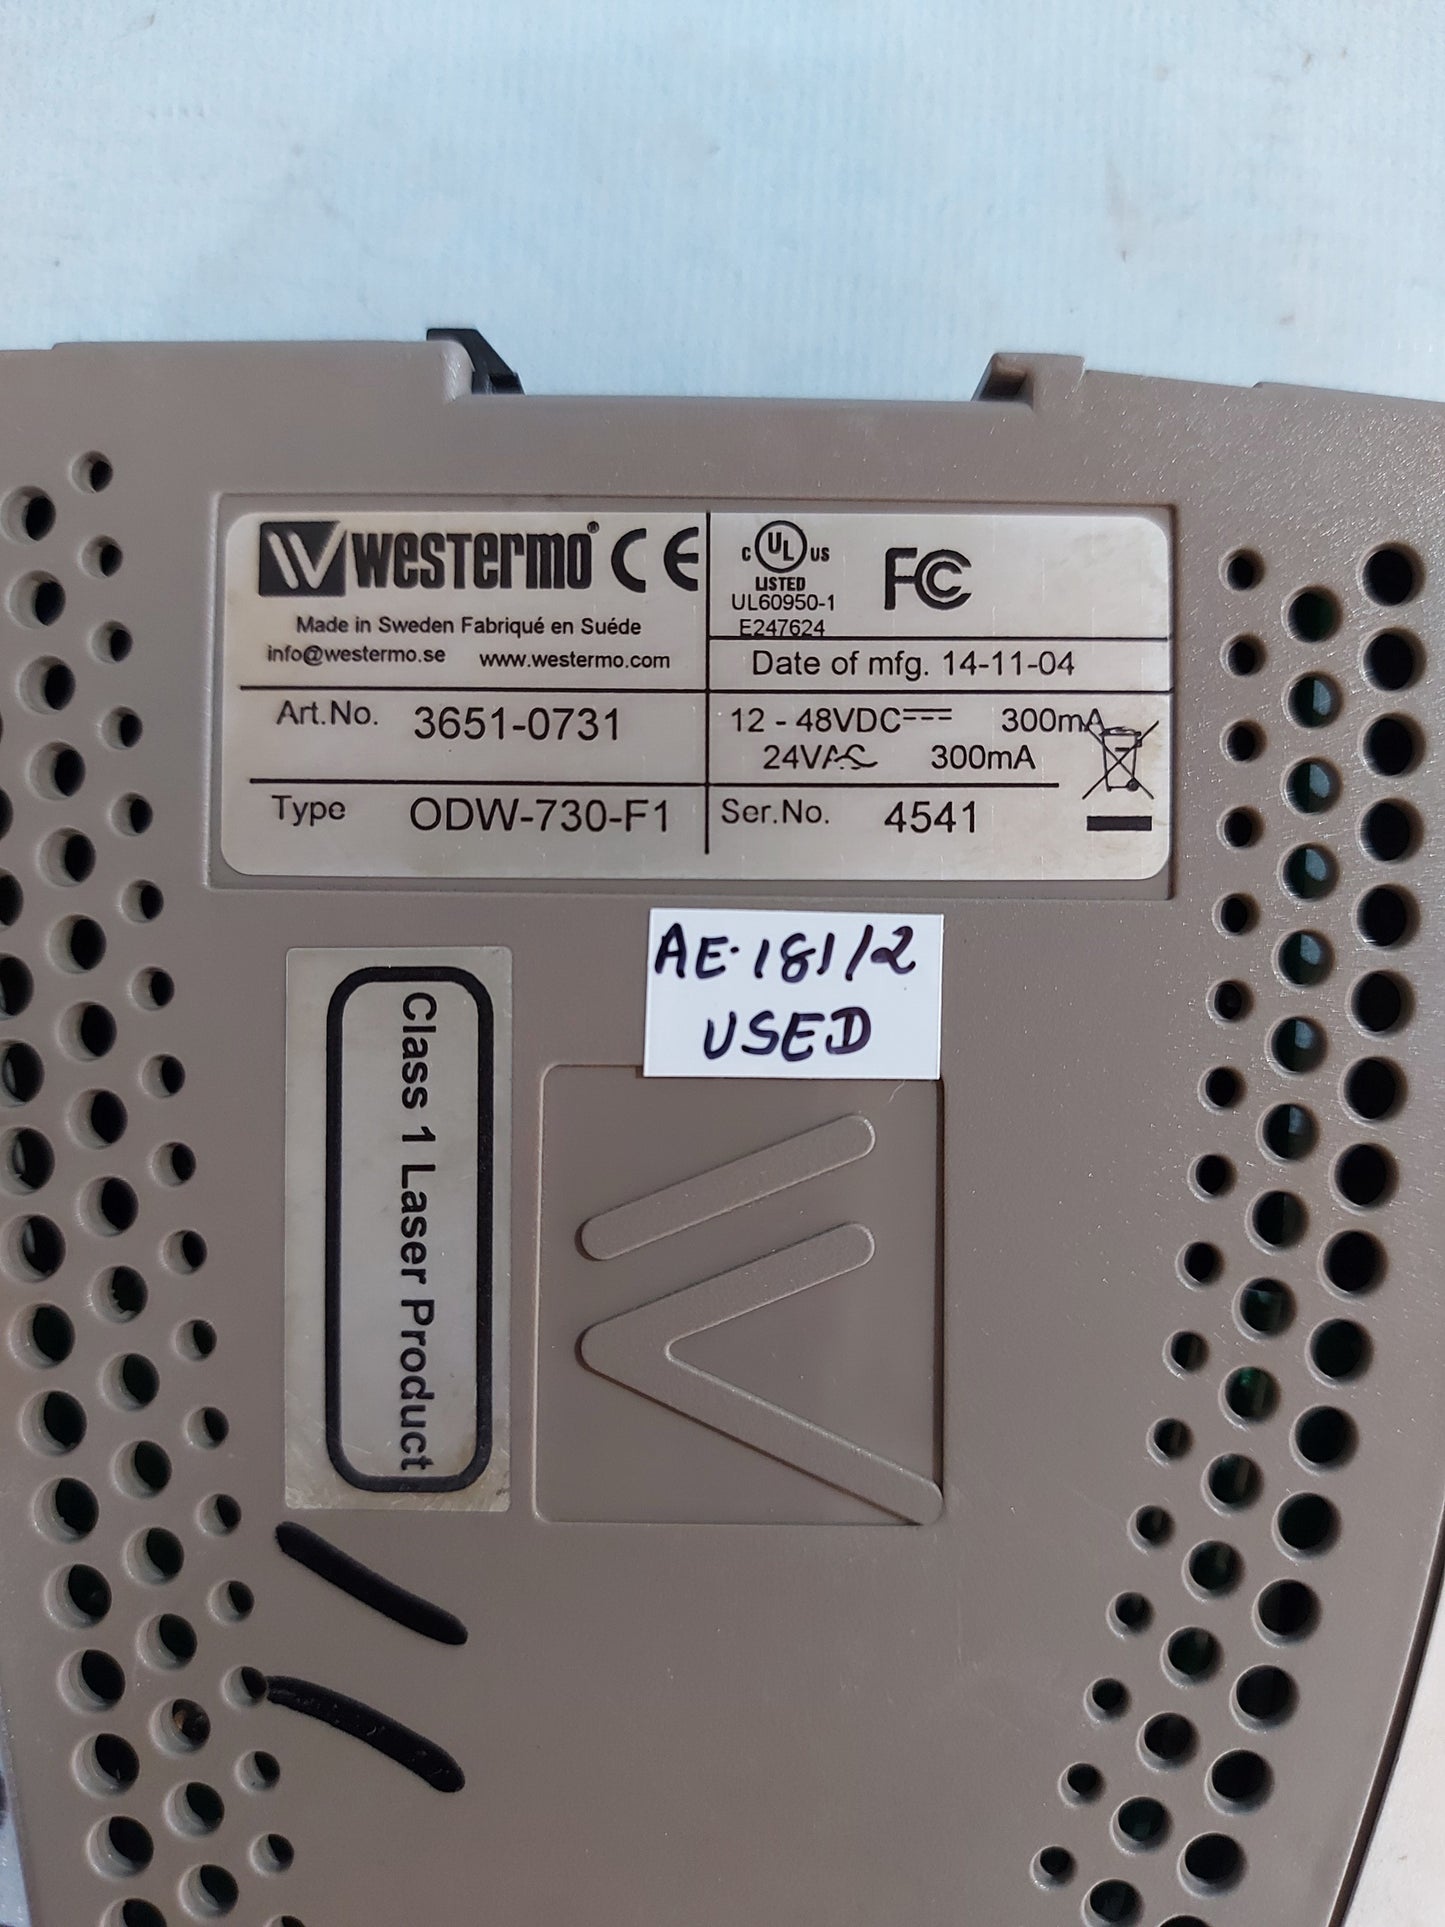 WESTERMO® CE
Made in Sweden Fabriqué en Suéde
info@westermo.se www.westermo.com
C UL US
LISTED
UL60950-1
E247624
FC
Date of mfg. 14-11-04
Art.No. 3651-0731
12 - 48VDC 300mA
24VAC 300mA
Type ODW-730-F1
Ser.No. 4541
AE-181/2
USED
Class 1 Laser Product